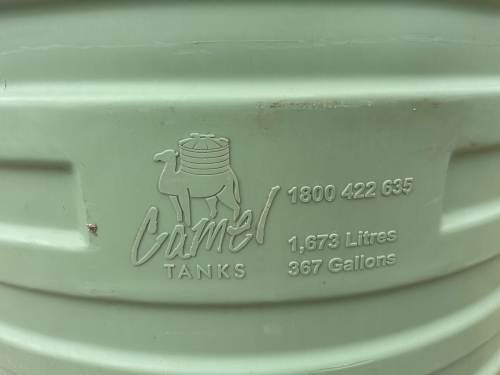 Camel
TANKS
1800 422 635
1,673 Litres
367 Gallons